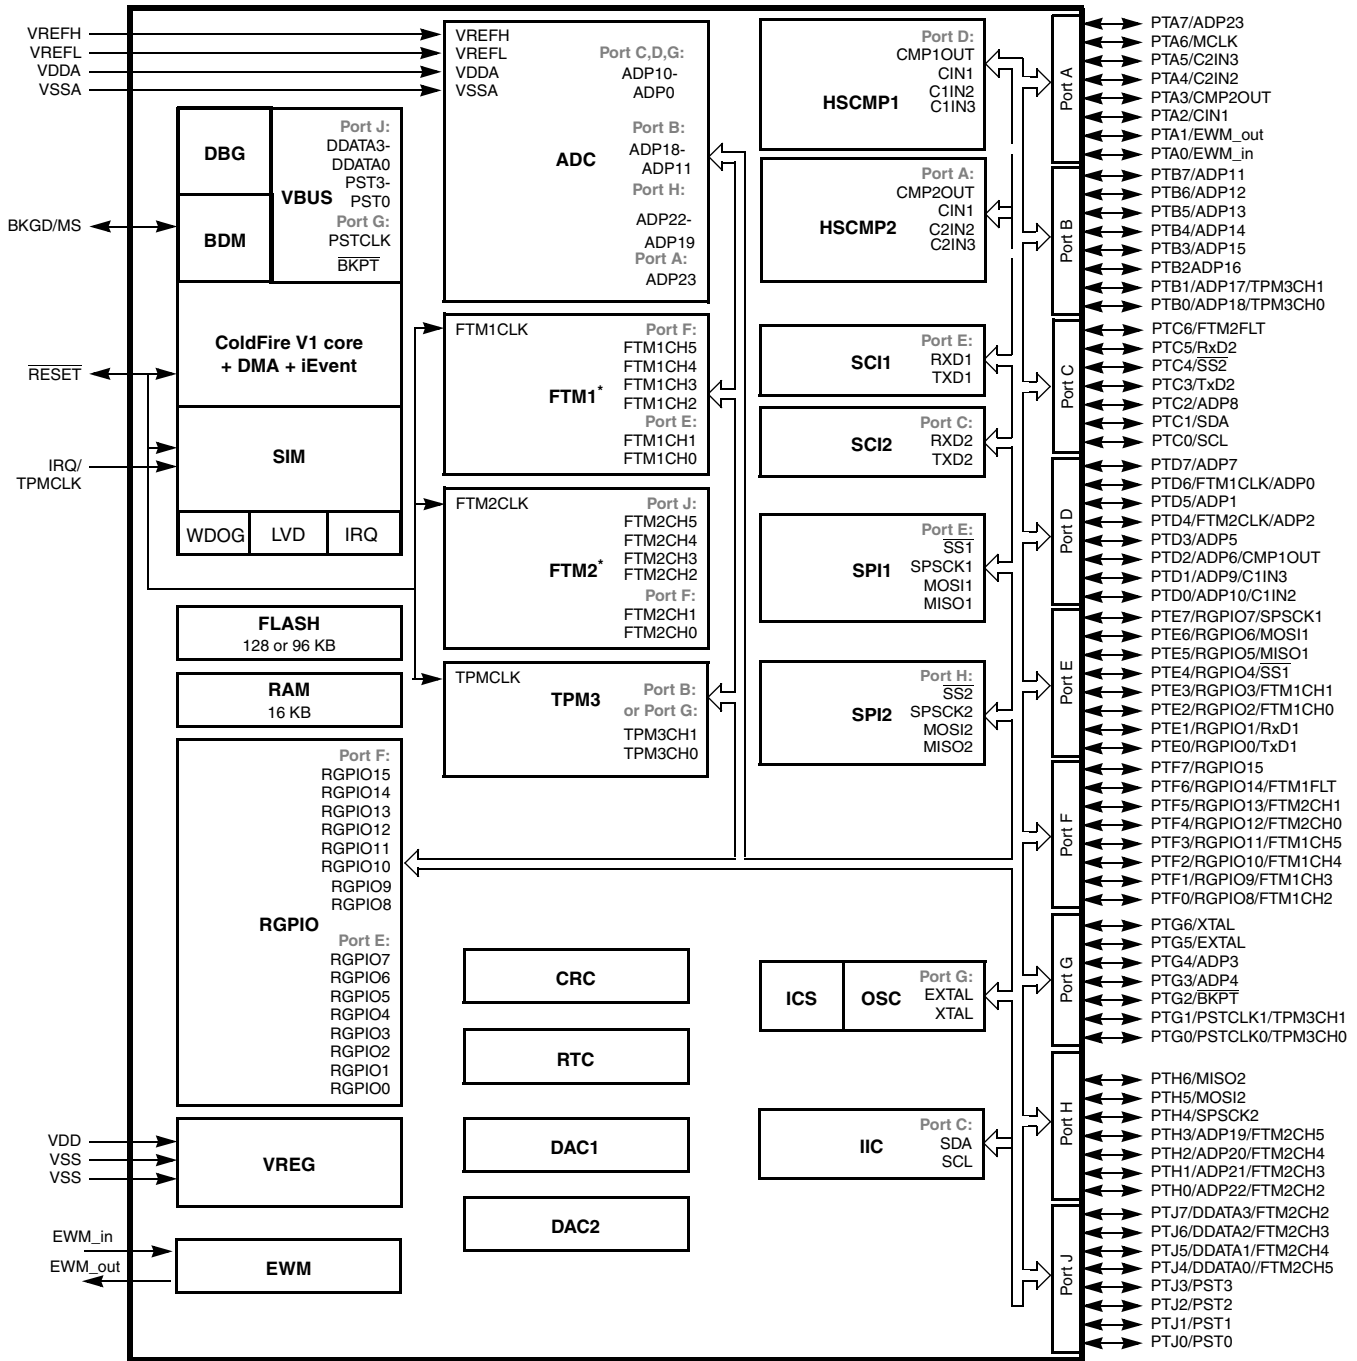 VREFH
VREFL
VDDA
VSSA
BKGD/MS
RESET
IRQ/
TPMCLK
VDD
VSS
VSS
EWM_in
EWM_out
DBG
BDM
VBUS
Port J:
DDATA3-
DDATA0
PST3-
PST0
Port G:
PSTCLK
BKPT
ColdFire V1 core
+ DMA + iEvent
SIM
WDOG
LVD
IRQ
FLASH
128 or 96 KB
RAM
16 KB
RGPIO
Port F:
RGPIO15
RGPIO14
RGPIO13
RGPIO12
RGPIO11
RGPIO10
RGPIO9
RGPIO8
Port E:
RGPIO7
RGPIO6
RGPIO5
RGPIO4
RGPIO3
RGPIO2
RGPIO1
RGPIO0
VREG
EWM
VREFH
VREFL
VDDA
VSSA
ADC
Port C,D,G:
ADP10-
ADP0
Port B:
ADP18-
ADP11
Port H:
ADP22-
ADP19
Port A:
ADP23
FTM1CLK
FTM1*
Port F:
FTM1CH5
FTM1CH4
FTM1CH3
FTM1CH2
Port E:
FTM1CH1
FTM1CH0
FTM2CLK
FTM2*
Port J:
FTM2CH5
FTM2CH4
FTM2CH3
FTM2CH2
Port F:
FTM2CH1
FTM2CH0
TPMCLK
TPM3
Port B:
or Port G:
TPM3CH1
TPM3CH0
CRC
RTC
DAC1
DAC2
HSCMP1
Port D:
CMP1OUT
CIN1
C1IN2
C1IN3
HSCMP2
Port A:
CMP2OUT
CIN1
C2IN2
C2IN3
SCI1
Port E:
RXD1
TXD1
SCI2
Port C:
RXD2
TXD2
SPI1
Port E:
SS1
SPSCK1
MOSI1
MISO1
SPI2
Port H:
SS2
SPSCK2
MOSI2
MISO2
ICS
OSC
Port G:
EXTAL
XTAL
IIC
Port C:
SDA
SCL
Port A
PTA7/ADP23
PTA6/MCLK
PTA5/C2IN3
PTA4/C2IN2
PTA3/CMP2OUT
PTA2/CIN1
PTA1/EWM_out
PTA0/EWM_in
Port B
PTB7/ADP11
PTB6/ADP12
PTB5/ADP13
PTB4/ADP14
PTB3/ADP15
PTB2ADP16
PTB1/ADP17/TPM3CH1
PTB0/ADP18/TPM3CH0
Port C
PTC6/FTM2FLT
PTC5/RxD2
PTC4/SS2
PTC3/TxD2
PTC2/ADP8
PTC1/SDA
PTC0/SCL
Port D
PTD7/ADP7
PTD6/FTM1CLK/ADP0
PTD5/ADP1
PTD4/FTM2CLK/ADP2
PTD3/ADP5
PTD2/ADP6/CMP1OUT
PTD1/ADP9/C1IN3
PTD0/ADP10/C1IN2
Port E
PTE7/RGPIO7/SPSCK1
PTE6/RGPIO6/MOSI1
PTE5/RGPIO5/MISO1
PTE4/RGPIO4/SS1
PTE3/RGPIO3/FTM1CH1
PTE2/RGPIO2/FTM1CH0
PTE1/RGPIO1/RxD1
PTE0/RGPIO0/TxD1
Port F
PTF7/RGPIO15
PTF6/RGPIO14/FTM1FLT
PTF5/RGPIO13/FTM2CH1
PTF4/RGPIO12/FTM2CH0
PTF3/RGPIO11/FTM1CH5
PTF2/RGPIO10/FTM1CH4
PTF1/RGPIO9/FTM1CH3
PTF0/RGPIO8/FTM1CH2
Port G
PTG6/XTAL
PTG5/EXTAL
PTG4/ADP3
PTG3/ADP4
PTG2/BKPT
PTG1/PSTCLK1/TPM3CH1
PTG0/PSTCLK0/TPM3CH0
Port H
PTH6/MISO2
PTH5/MOSI2
PTH4/SPSCK2
PTH3/ADP19/FTM2CH5
PTH2/ADP20/FTM2CH4
PTH1/ADP21/FTM2CH3
PTH0/ADP22/FTM2CH2
Port J
PTJ7/DDATA3/FTM2CH2
PTJ6/DDATA2/FTM2CH3
PTJ5/DDATA1/FTM2CH4
PTJ4/DDATA0//FTM2CH5
PTJ3/PST3
PTJ2/PST2
PTJ1/PST1
PTJ0/PST0